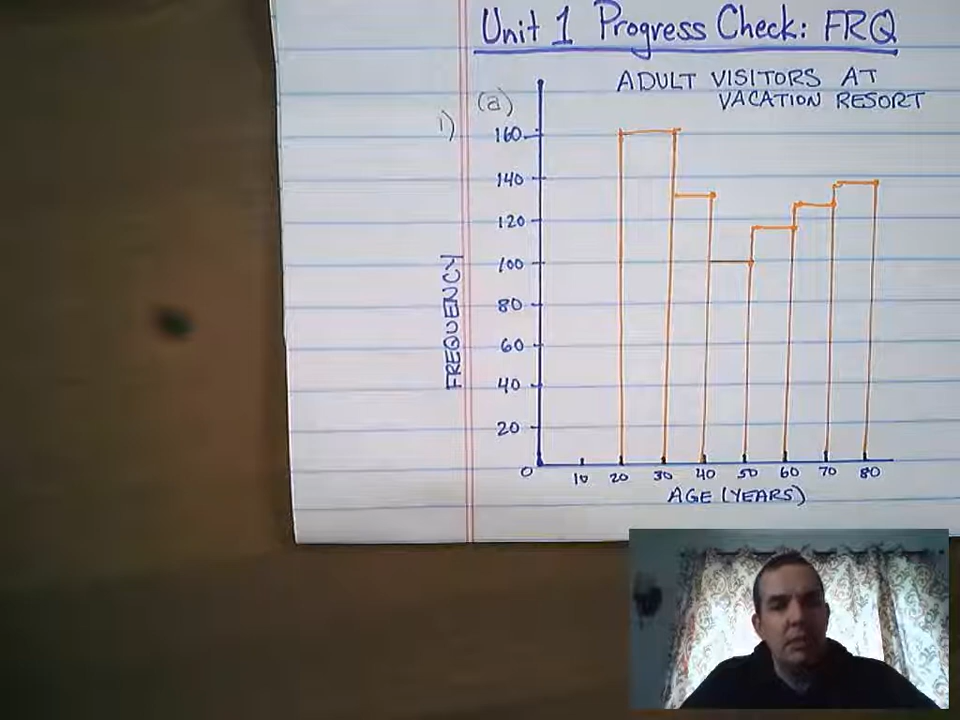 Unit 1 Progress Check: FRQ
ADULT VISITORS AT
VACATION RESORT
1) (a)
160
140
120
100
80
60
40
20
0 10 20 30 40 50 60 70 80
FREQUENCY
AGE (YEARS)